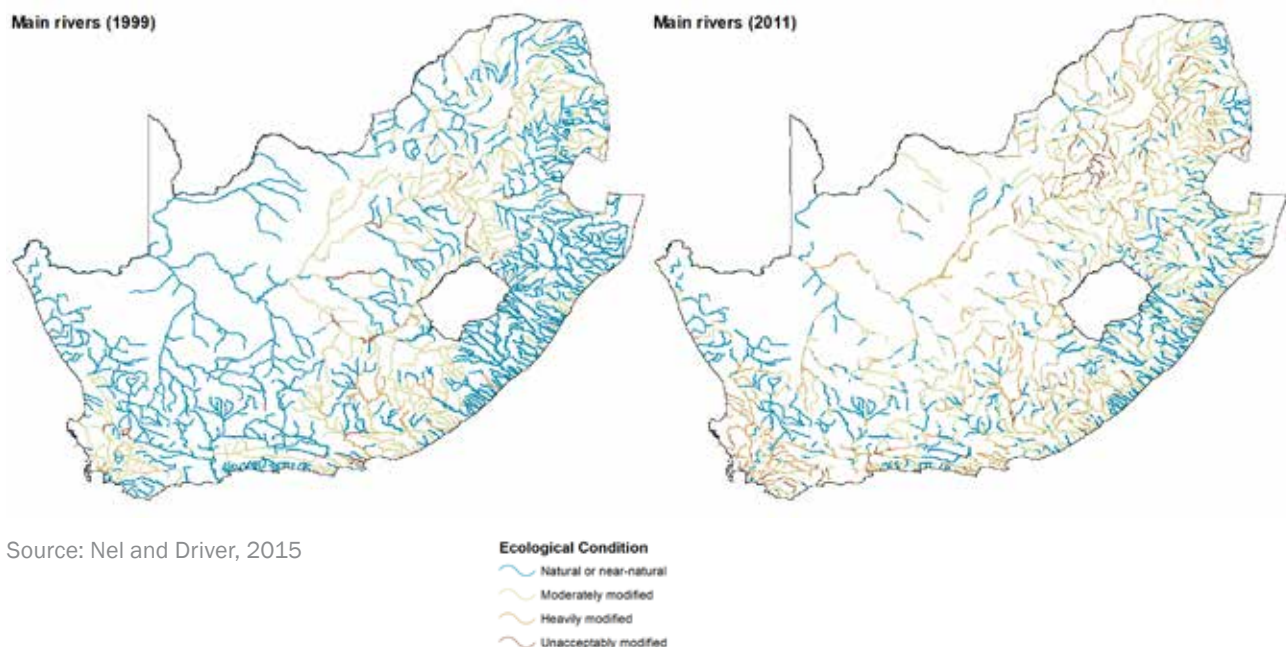 Main rivers (1999)
Main rivers (2011)
Source: Nel and Driver, 2015
Ecological Condition
Natural or near-natural
Moderately modified
Heavily modified
Unacceptably modified